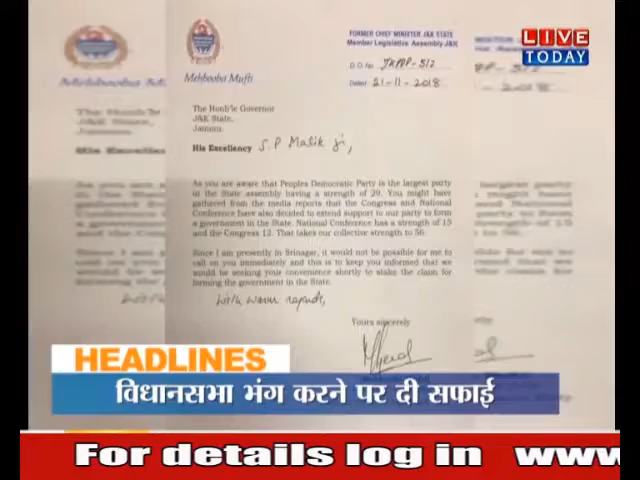 LIVE
TODAY
Mehbooba Mufti
FORMER CHIEF MINISTER J&K STATE
Member Legislative Assembly J&K
D.O.No. JKPDP-512
Dated 21-11-2018
The Honb'le Governor
J&K State,
Jammu.
His Excellency S.P Malik ji,
As you are aware that Peoples Democratic Party is the largest party
in the State assembly having a strength of 29. You might have
gathered from the media reports that the Congress and National
Conference have also decided to extend support to our party to form
a government in the State. National Conference has a strength of 15
and the Congress 12. That takes our collective strength to 56.
Since I am presently in Srinagar, it would not be possible for me to
call on you immediately and this is to keep you informed that we
would be seeking your convenience shortly to stake the claim for
forming the government in the State.
With warm regards,
Yours sincerely
HEADLINES
विधानसभा भंग करने पर दी सफाई
For details log in www.